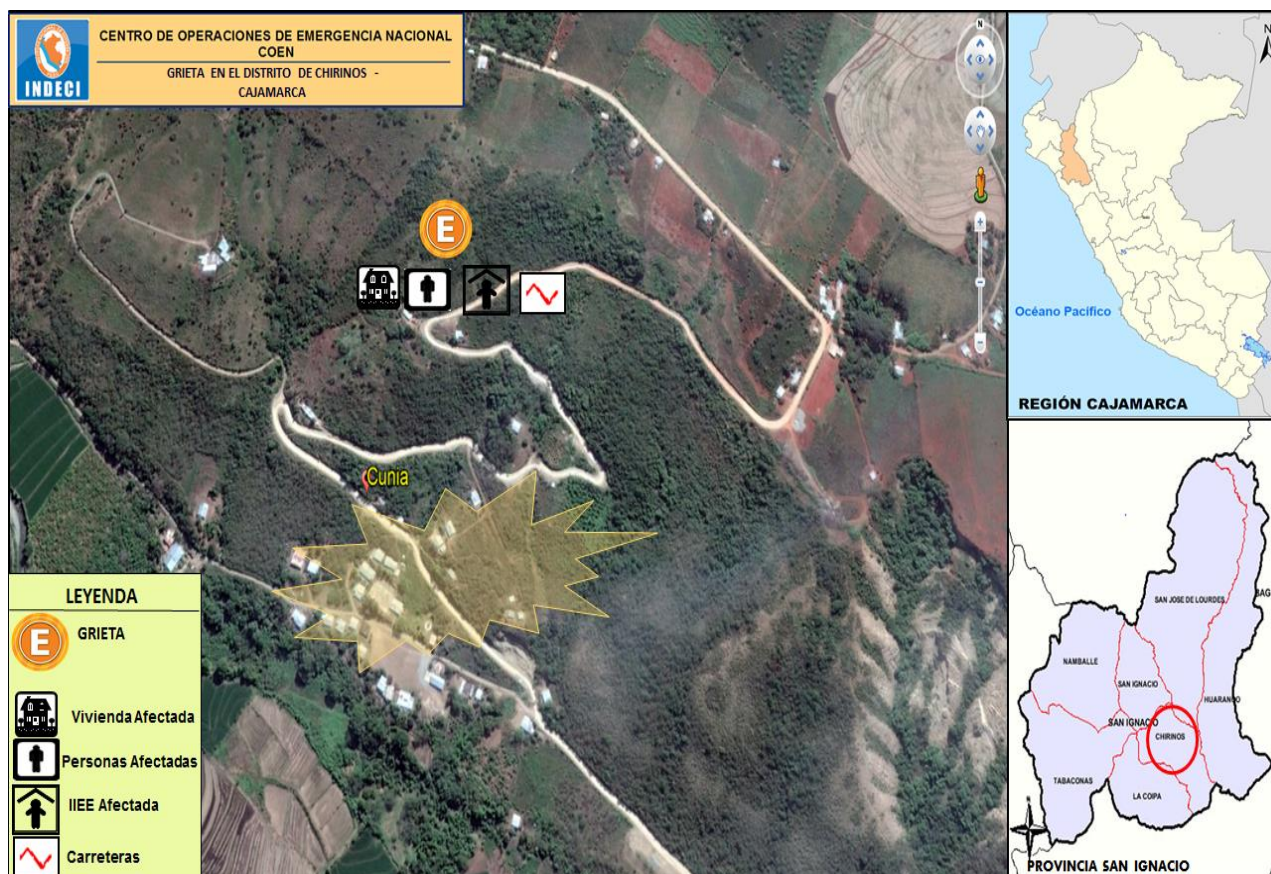 INDECI
CENTRO DE OPERACIONES DE EMERGENCIA NACIONAL
COEN
GRIETA EN EL DISTRITO DE CHIRINOS -
CAJAMARCA
N
E
Cunia
LEYENDA
E
GRIETA
Vivienda Afectada
Personas Afectadas
IIEE Afectada
Carreteras
N
Océano Pacífico
REGIÓN CAJAMARCA
SAN JOSE DE LOURDES
BAG
NAMBALLE
SAN IGNACIO
HUARANGO
SAN IGNACIO
CHIRINOS
TABACONAS
LA COIPA
N
PROVINCIA SAN IGNACIO